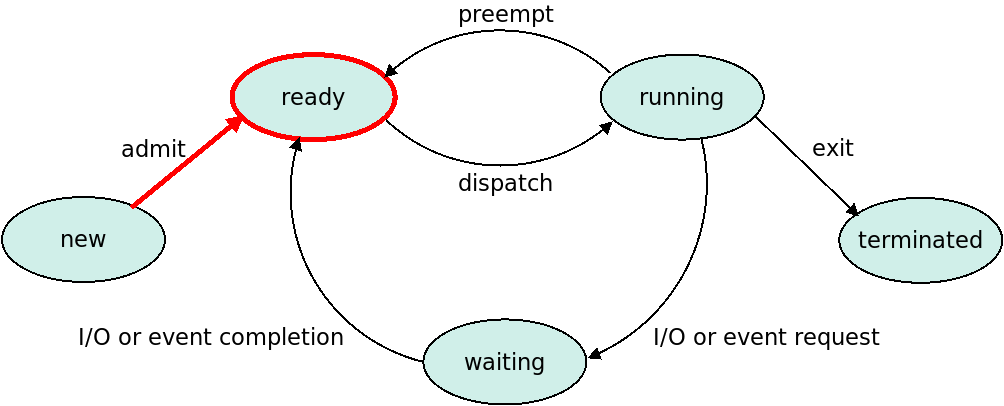 preempt
ready
running
admit
exit
dispatch
new
terminated
I/O or event completion
I/O or event request
waiting